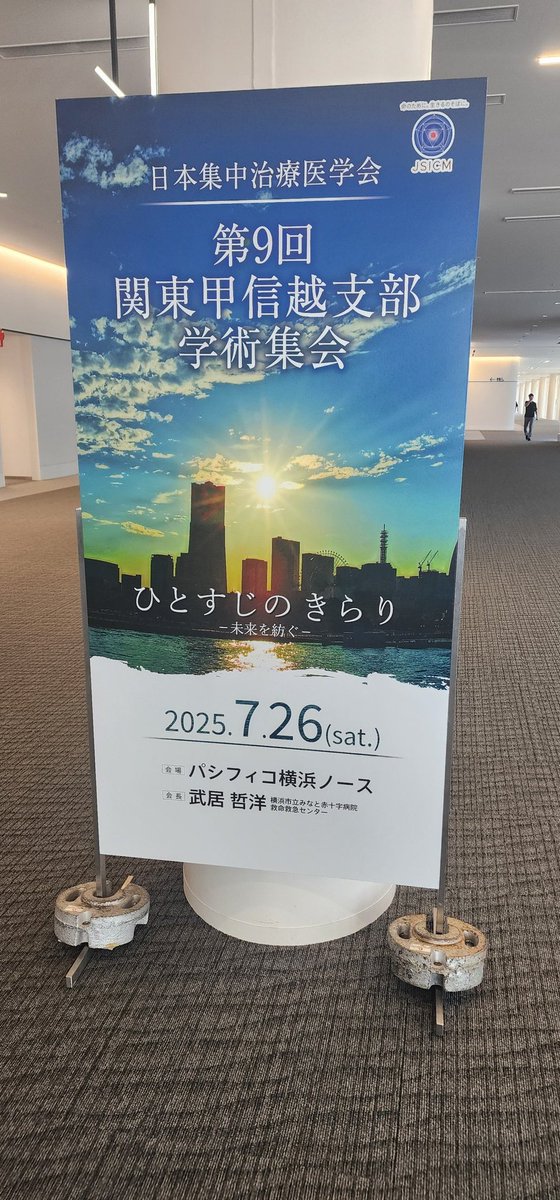 JSICM
日本集中治療医学会
第9回
関東甲信越支部
学術集会
ひとすじの きらり
－未来を紡ぐ－
2025.7.26(sat.)
会場 パシフィコ横浜ノース
会長 武居 哲洋 横浜市立みなと赤十字病院
救命救急センター